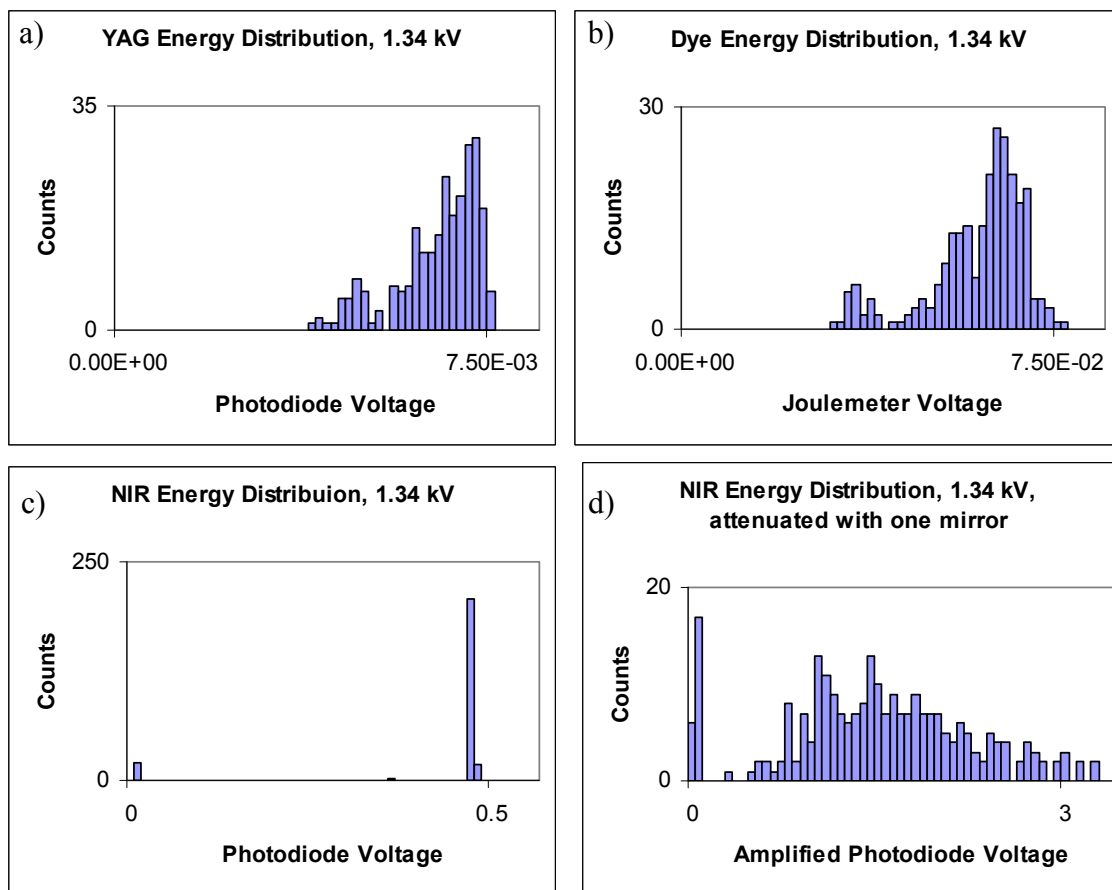 a)
YAG Energy Distribution, 1.34 kV
35
Counts
0
0.00E+00
7.50E-03
Photodiode Voltage
b)
Dye Energy Distribution, 1.34 kV
30
Counts
0
0.00E+00
7.50E-02
Joulemeter Voltage
c)
NIR Energy Distribuion, 1.34 kV
250
Counts
0
0
0.5
Photodiode Voltage
d)
NIR Energy Distribution, 1.34 kV,
attenuated with one mirror
20
Counts
0
0
3
Amplified Photodiode Voltage